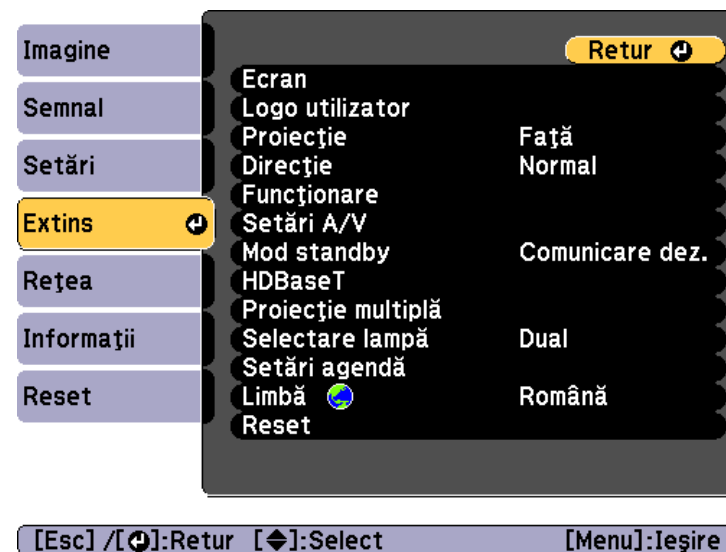 Imagine
Semnal
Setări
Extins
Reţea
Informaţii
Reset
Retur
Ecran
Logo utilizator
Proiecţie Faţă
Direcţie Normal
Funcţionare
Setări A/V
Mod standby Comunicare dez.
HDBaseT
Proiecţie multiplă
Selectare lampă Dual
Setări agendă
Limbă Română
Reset
[Esc] /[ ]:Retur [ ]:Select [Menu]:Ieşire